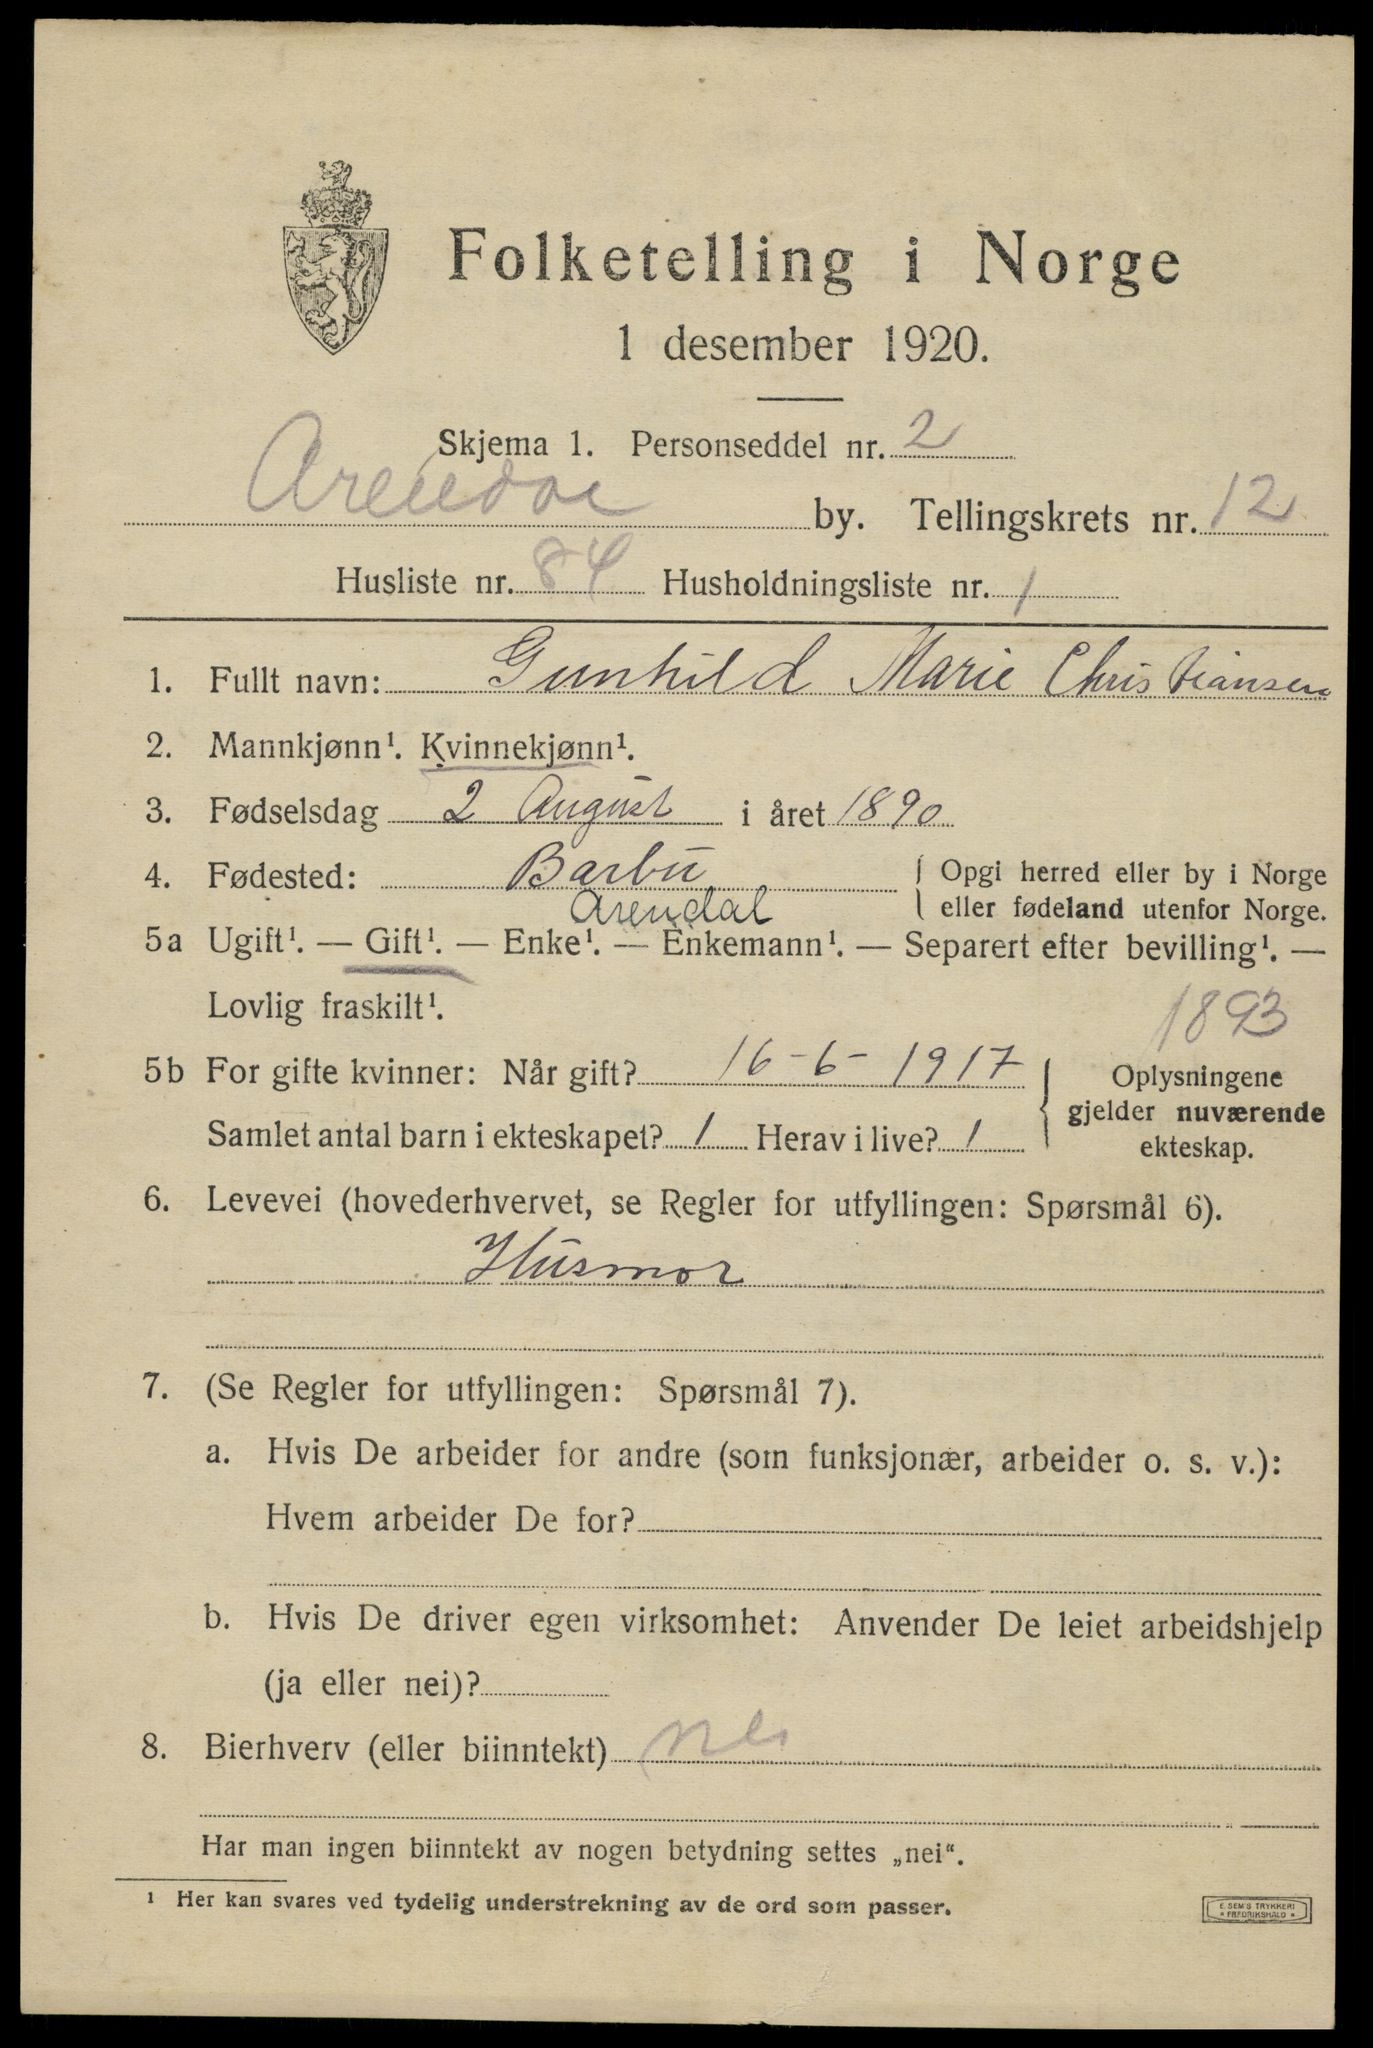 Folketelling i Norge
1 desember 1920.
Skjema 1. Personseddel nr. 2
Arendal by. Tellingskrets nr. 12
Husliste nr. 84 Husholdningsliste nr. 1
1. Fullt navn: Gunhild Marie Christiansen
2. Mannkjønn¹. Kvinnekjønn¹.
3. Fødselsdag 2 August i året 1890
4. Fødested: Barbu { Opgi herred eller by i Norge
Arendal eller fødeland utenfor Norge.
5a Ugift¹. — Gift¹. — Enke¹. — Enkemann¹. — Separert efter bevilling¹. —
Lovlig fraskilt¹.
1893
5b For gifte kvinner: Når gift? 16-6-1917 } Oplysningene
gjelder nuværende
Samlet antal barn i ekteskapet? 1 Herav i live? 1
ekteskap.
6. Levevei (hovederhvervet, se Regler for utfyllingen: Spørsmål 6).
Husmor
7. (Se Regler for utfyllingen: Spørsmål 7).
a. Hvis De arbeider for andre (som funksjonær, arbeider o. s. v.):
Hvem arbeider De for?
b. Hvis De driver egen virksomhet: Anvender De leiet arbeidshjelp
(ja eller nei)?
8. Bierhverv (eller biinntekt) nei
Har man ingen biinntekt av nogen betydning settes „nei“.
¹ Her kan svares ved tydelig understrekning av de ord som passer.
E. SEM'S TRYKKERI
* FREDRIKSHALD *